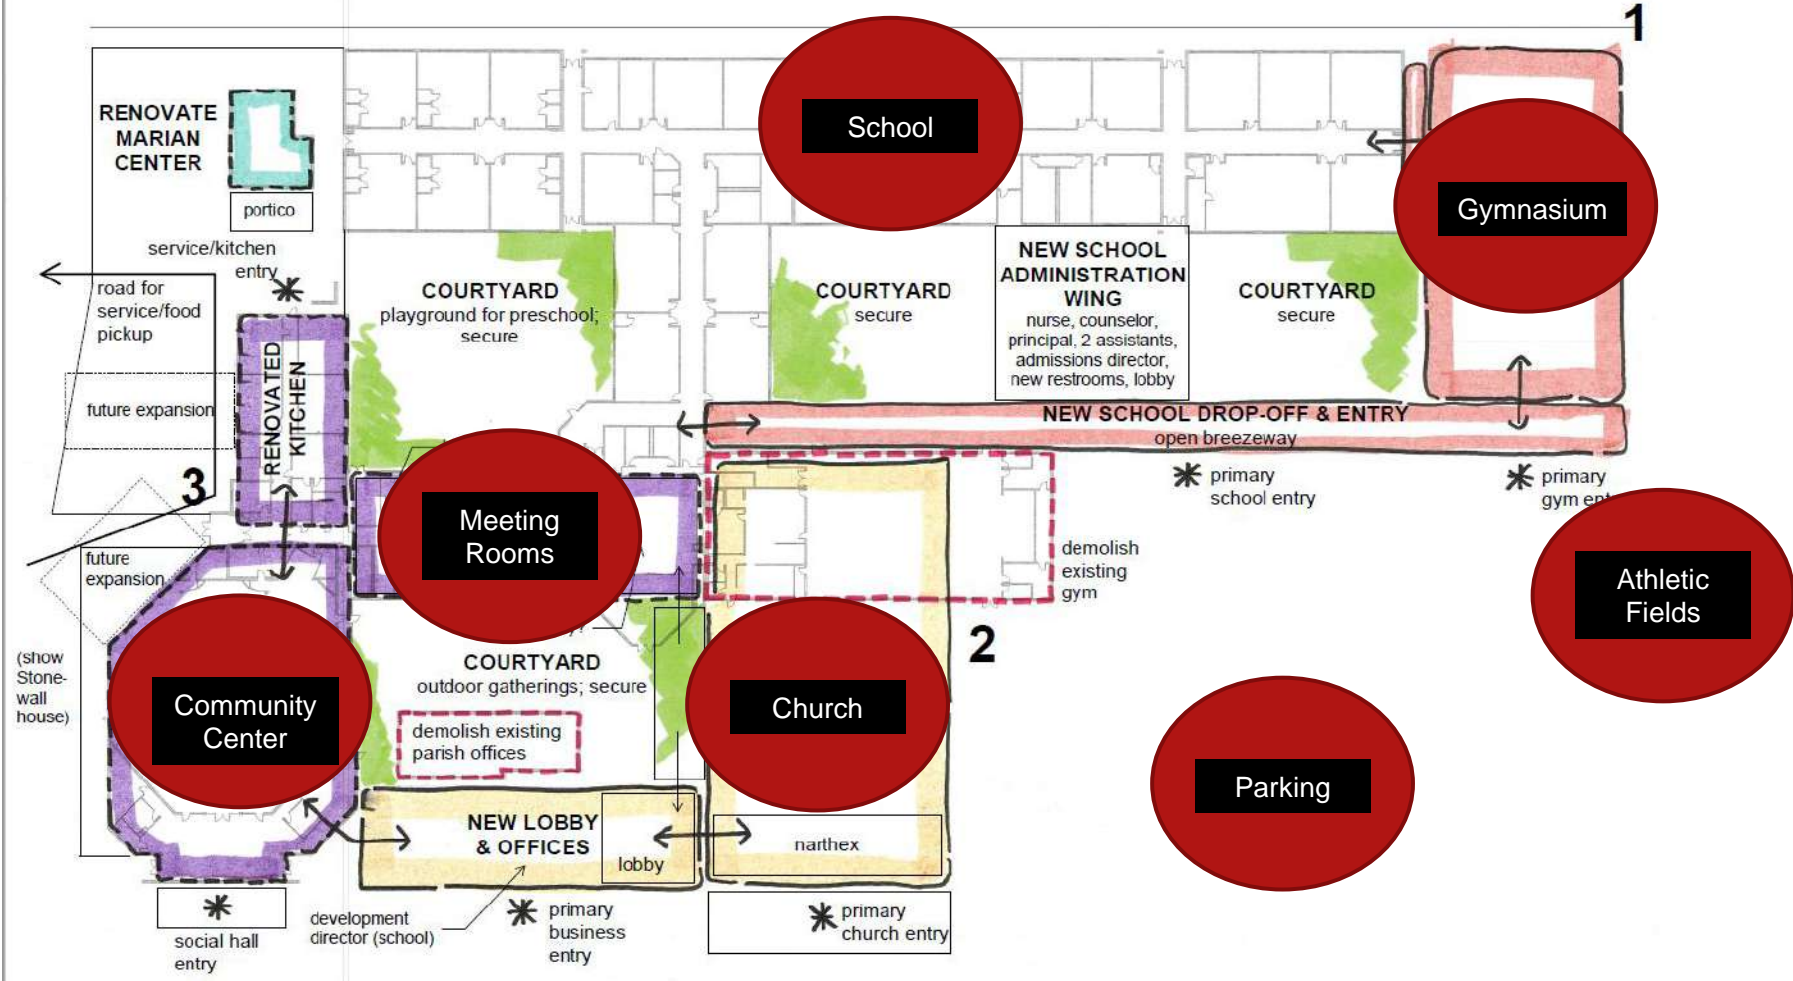 1
School
RENOVATE
MARIAN
CENTER
Gymnasium
portico
service/kitchen
entry
road for
service/food
pickup
COURTYARD
playground for preschool;
secure
COURTYARD
secure
NEW SCHOOL
ADMINISTRATION
WING
nurse, counselor,
principal, 2 assistants,
admissions director,
new restrooms, lobby
COURTYARD
secure
RENOVATED
KITCHEN
future expansion
NEW SCHOOL DROP-OFF & ENTRY
open breezeway
3
primary
school entry
primary
gym
Meeting
Rooms
future
expansion
demolish
existing
gym
Athletic
Fields
2
(show
Stone-
wall
house)
COURTYARD
outdoor gatherings; secure
Community
Center
demolish existing
parish offices
Church
Parking
NEW LOBBY
& OFFICES
lobby
narthex
development
director (school)
primary
business
entry
primary
church entry
social hall
entry